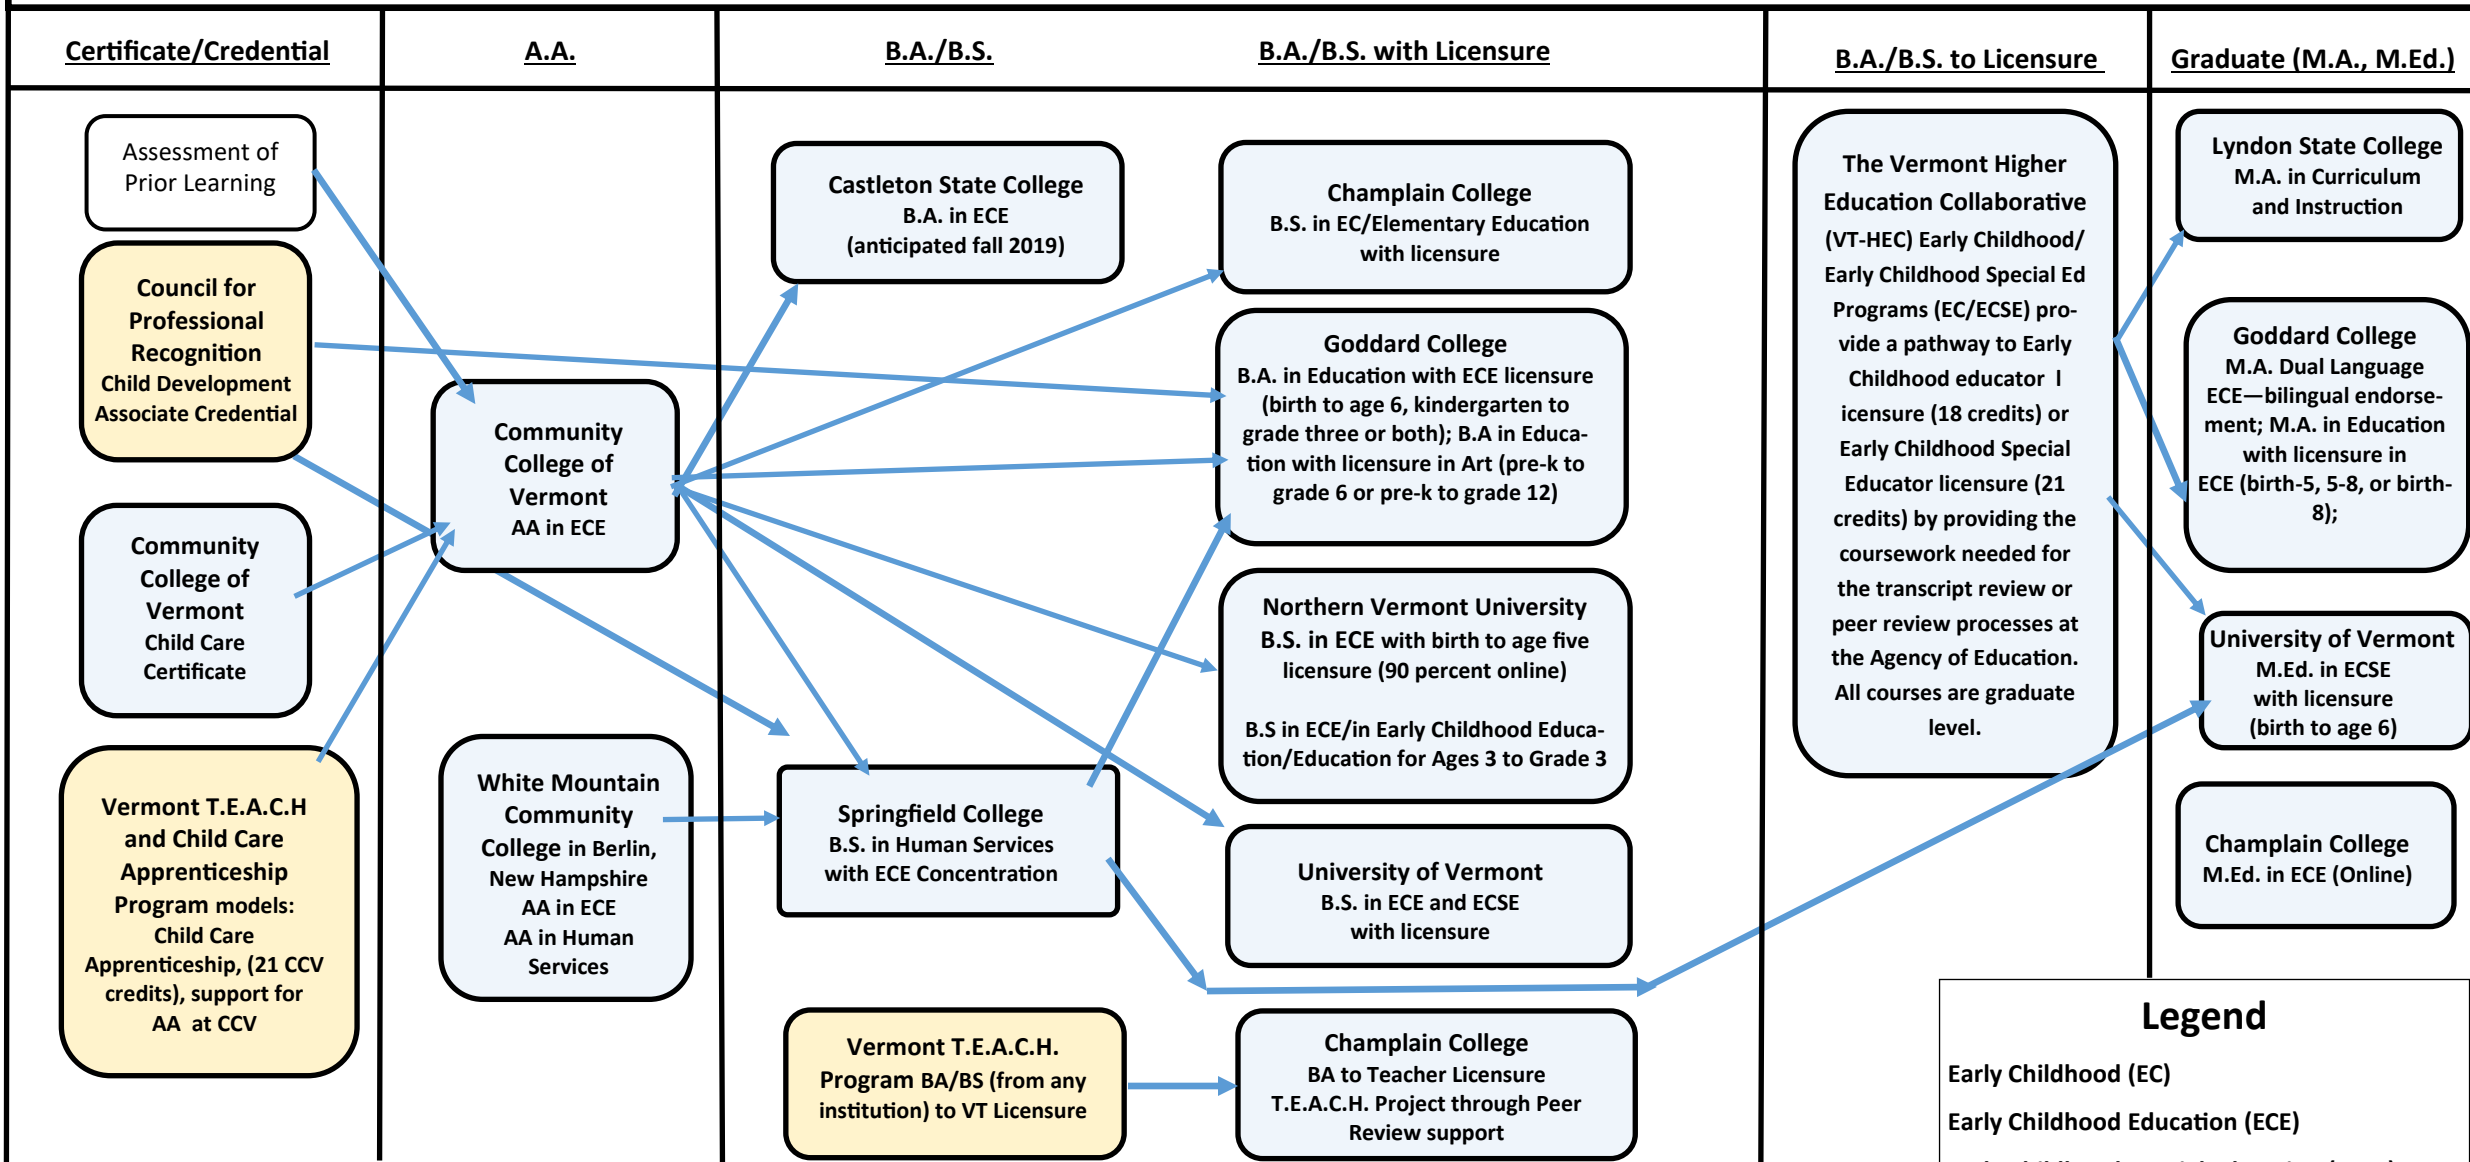 Certificate/Credential
A.A.
B.A./B.S.
B.A./B.S. with Licensure
B.A./B.S. to Licensure
Graduate (M.A., M.Ed.)
Assessment of
Prior Learning
Council for
Professional
Recognition
Child Development
Associate Credential
Community
College of
Vermont
Child Care
Certificate
Vermont T.E.A.C.H
and Child Care
Apprenticeship
Program models:
Child Care
Apprenticeship, (21 CCV
credits), support for
AA at CCV
Community
College of
Vermont
AA in ECE
White Mountain
Community
College in Berlin,
New Hampshire
AA in ECE
AA in Human
Services
Castleton State College
B.A. in ECE
(anticipated fall 2019)
Springfield College
B.S. in Human Services
with ECE Concentration
Vermont T.E.A.C.H.
Program BA/BS (from any
institution) to VT Licensure
Champlain College
B.S. in EC/Elementary Education
with licensure
Goddard College
B.A. in Education with ECE licensure
(birth to age 6, kindergarten to
grade three or both); B.A in Educa-
tion with licensure in Art (pre-k to
grade 6 or pre-k to grade 12)
Northern Vermont University
B.S. in ECE with birth to age five
licensure (90 percent online)
B.S in ECE/in Early Childhood Educa-
tion/Education for Ages 3 to Grade 3
University of Vermont
B.S. in ECE and ECSE
with licensure
Champlain College
BA to Teacher Licensure
T.E.A.C.H. Project through Peer
Review support
The Vermont Higher
Education Collaborative
(VT-HEC) Early Childhood/
Early Childhood Special Ed
Programs (EC/ECSE) pro-
vide a pathway to Early
Childhood educator l
icensure (18 credits) or
Early Childhood Special
Educator licensure (21
credits) by providing the
coursework needed for
the transcript review or
peer review processes at
the Agency of Education.
All courses are graduate
level.
Lyndon State College
M.A. in Curriculum
and Instruction
Goddard College
M.A. Dual Language
ECE—bilingual endorse-
ment; M.A. in Education
with licensure in
ECE (birth-5, 5-8, or birth-
8);
University of Vermont
M.Ed. in ECSE
with licensure
(birth to age 6)
Champlain College
M.Ed. in ECE (Online)
Legend
Early Childhood (EC)
Early Childhood Education (ECE)